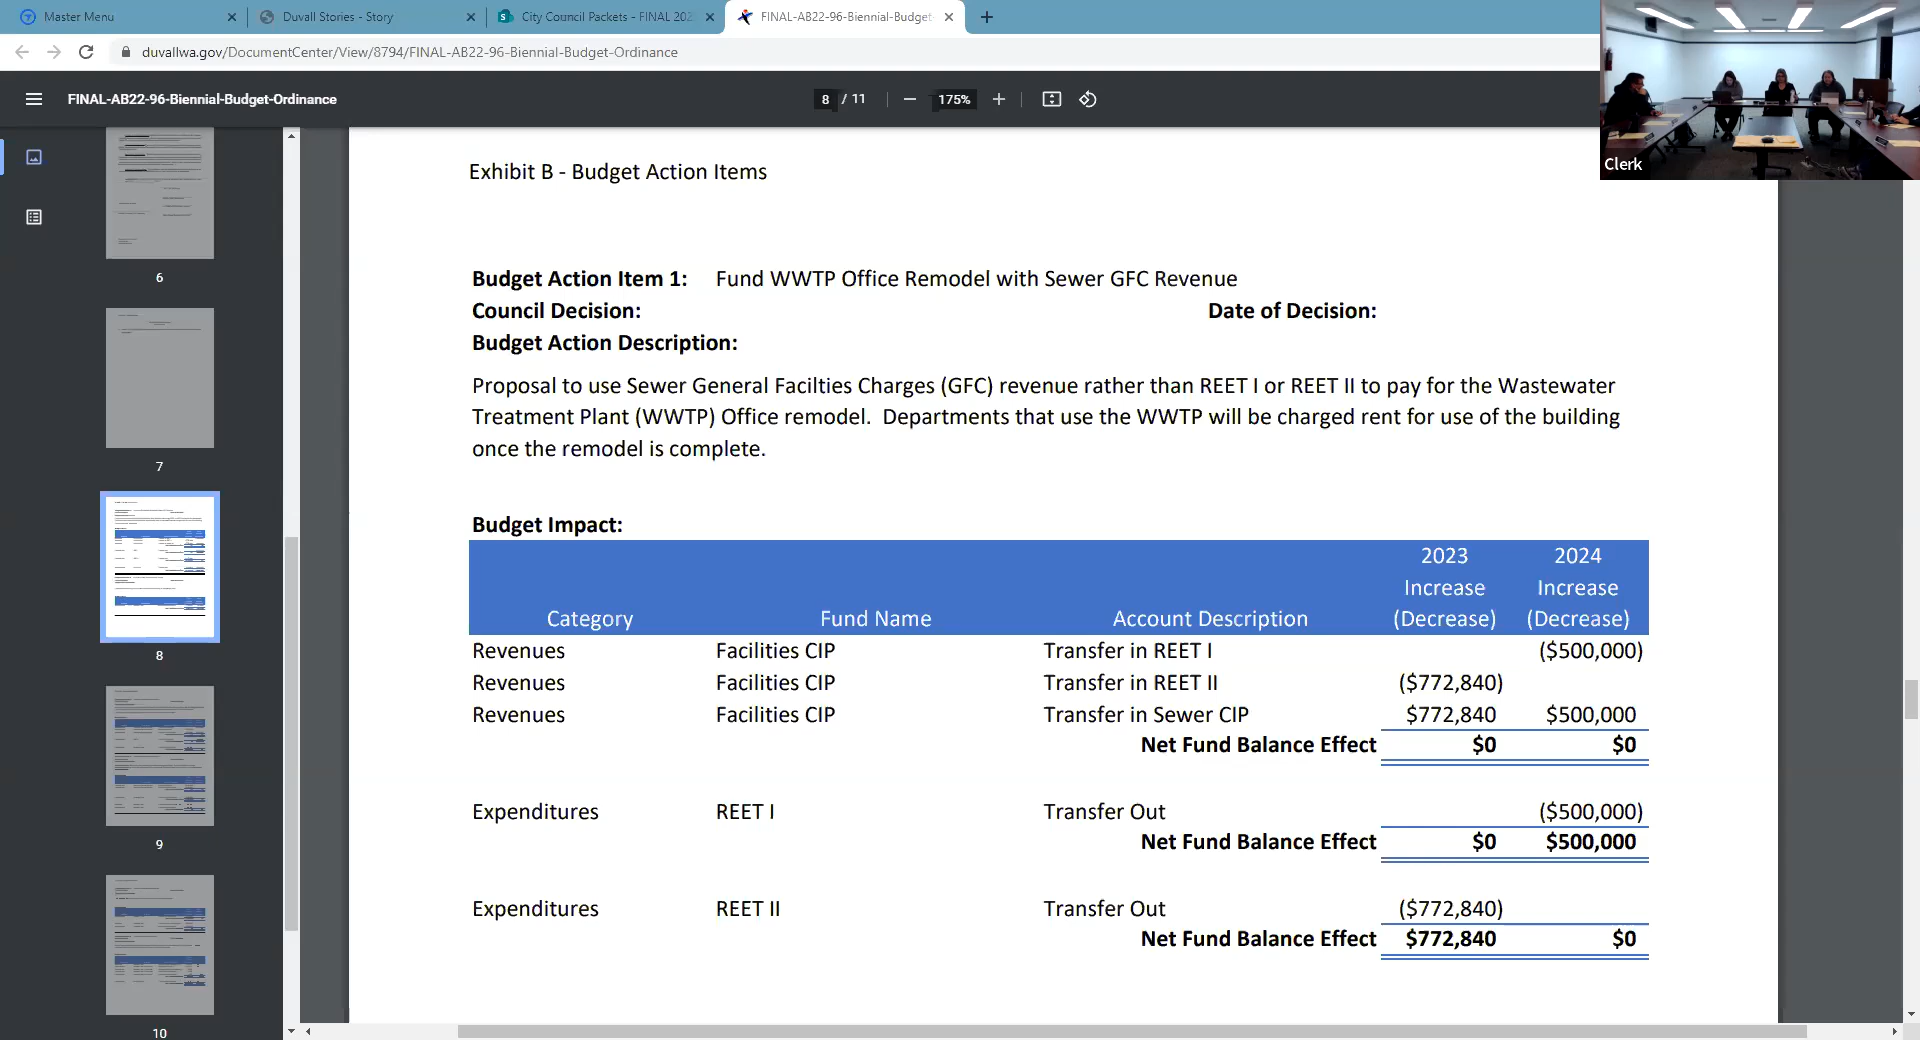 Master Menu
Duvall Stories - Story
City Council Packets - FINAL 202
FINAL-AB22-96-Biennial-Budget-
duvallwa.gov/DocumentCenter/View/8794/FINAL-AB22-96-Biennial-Budget-Ordinance
FINAL-AB22-96-Biennial-Budget-Ordinance
8 / 11
175%
Clerk
6
7
8
9
10
Exhibit B - Budget Action Items
Budget Action Item 1: Fund WWTP Office Remodel with Sewer GFC Revenue
Council Decision: Date of Decision:
Budget Action Description:
Proposal to use Sewer General Facilties Charges (GFC) revenue rather than REET I or REET II to pay for the Wastewater
Treatment Plant (WWTP) Office remodel. Departments that use the WWTP will be charged rent for use of the building
once the remodel is complete.
Budget Impact:
2023 2024
Increase Increase
Category Fund Name Account Description (Decrease) (Decrease)
Revenues Facilities CIP Transfer in REET I ($500,000)
Revenues Facilities CIP Transfer in REET II ($772,840)
Revenues Facilities CIP Transfer in Sewer CIP $772,840 $500,000
Net Fund Balance Effect $0 $0
Expenditures REET I Transfer Out ($500,000)
Net Fund Balance Effect $0 $500,000
Expenditures REET II Transfer Out ($772,840)
Net Fund Balance Effect $772,840 $0